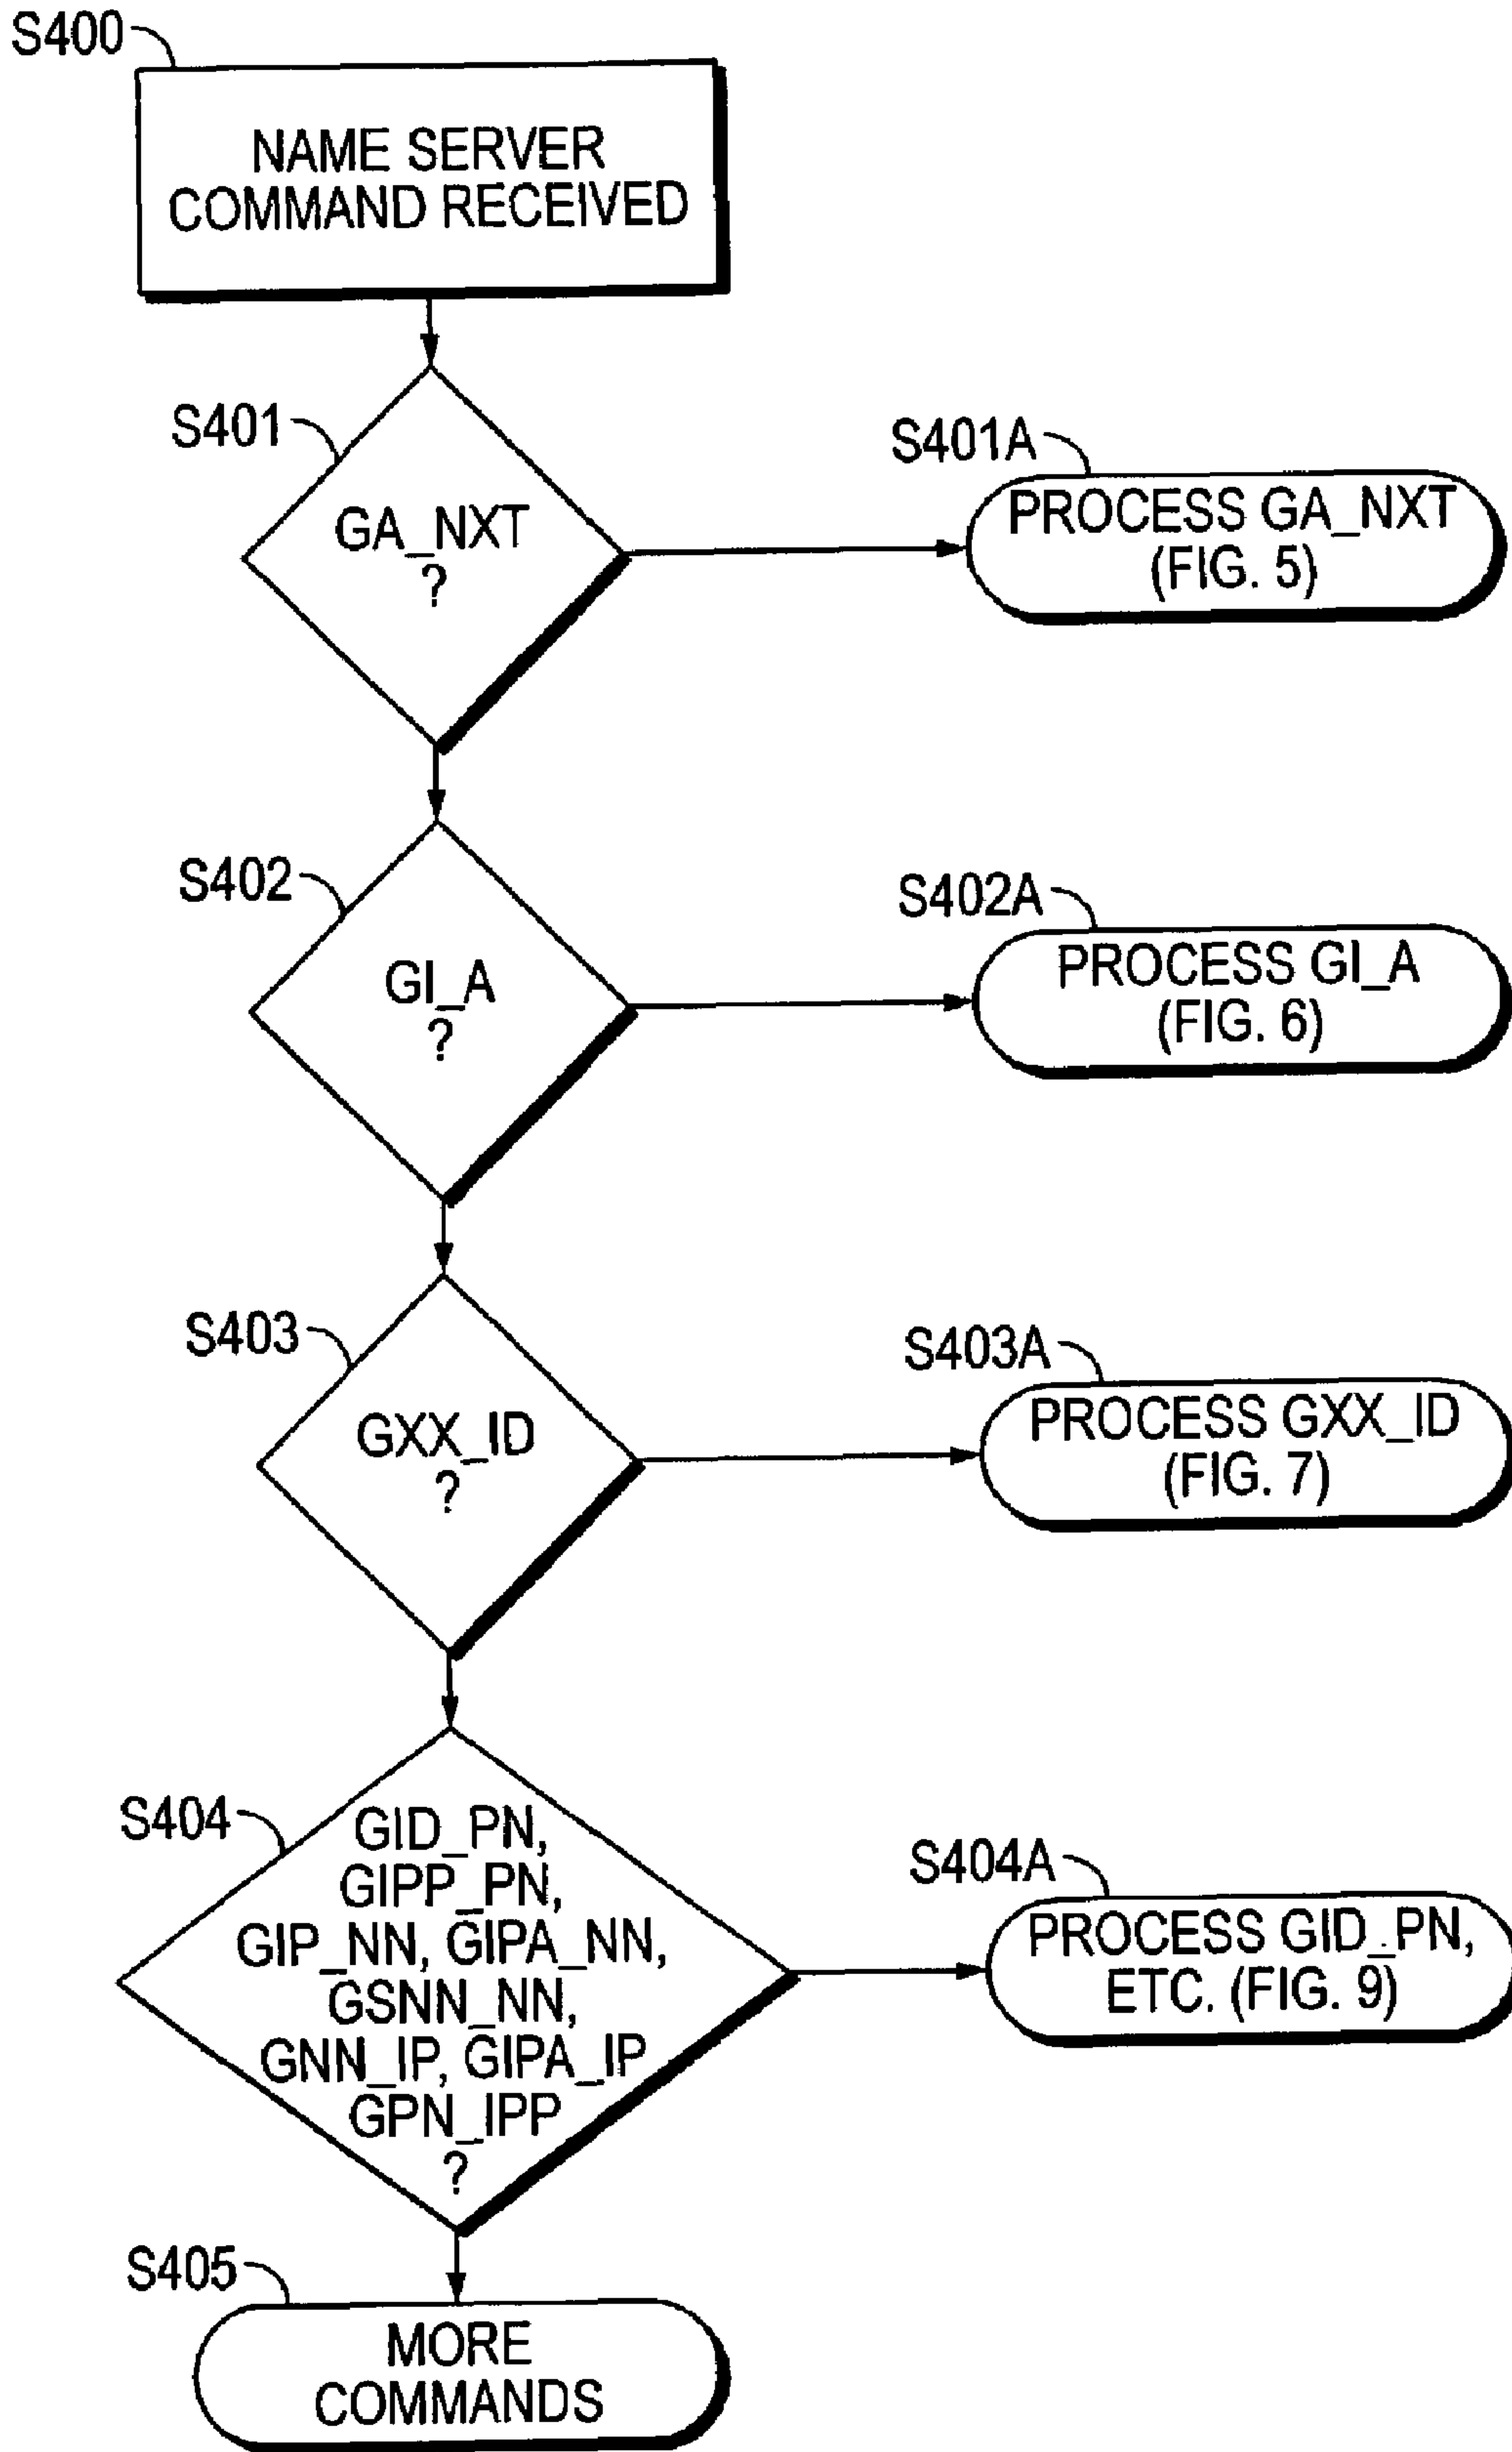 S400
NAME SERVER
COMMAND RECEIVED
S401
GA_NXT
?
S401A
PROCESS GA_NXT
(FIG. 5)
S402
GI_A
?
S402A
PROCESS GI_A
(FIG. 6)
S403
GXX_ID
?
S403A
PROCESS GXX_ID
(FIG. 7)
S404
GID_PN,
GIPP_PN,
GIP_NN, GIPA_NN,
GSNN_NN,
GNN_IP, GIPA_IP
GPN_IPP
?
S404A
PROCESS GID_PN,
ETC. (FIG. 9)
S405
MORE
COMMANDS